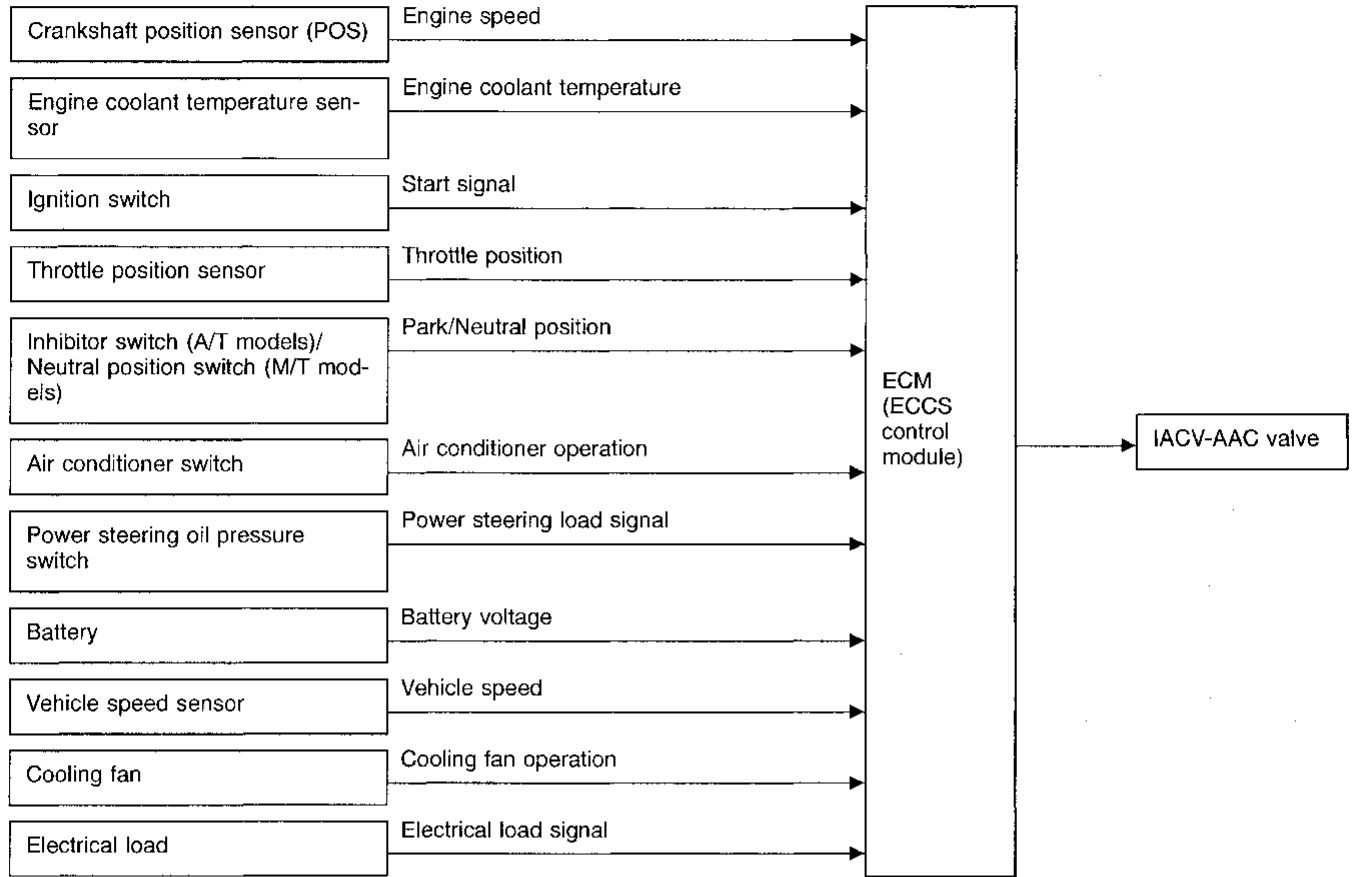 Crankshaft position sensor (POS)
Engine speed
Engine coolant temperature sen-
sor
Engine coolant temperature
Ignition switch
Start signal
Throttle position sensor
Throttle position
Inhibitor switch (A/T models)/
Neutral position switch (M/T mod-
els)
Park/Neutral position
Air conditioner switch
Air conditioner operation
Power steering oil pressure
switch
Power steering load signal
Battery
Battery voltage
Vehicle speed sensor
Vehicle speed
Cooling fan
Cooling fan operation
Electrical load
Electrical load signal
ECM
(ECCS
control
module)
IACV-AAC valve